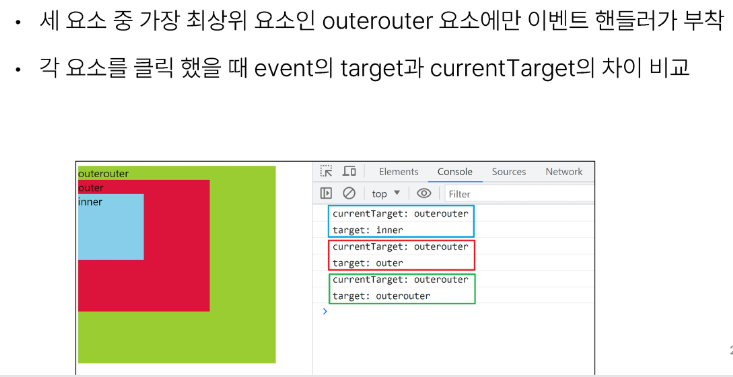 • 세 요소 중 가장 최상위 요소인 outerouter 요소에만 이벤트 핸들러가 부착
• 각 요소를 클릭 했을 때 event의 target과 currentTarget의 차이 비교
outerouter
outer
inner
Elements Console Sources Network
top ▼ Filter
currentTarget: outerouter
target: inner
currentTarget: outerouter
target: outer
currentTarget: outerouter
target: outerouter
>